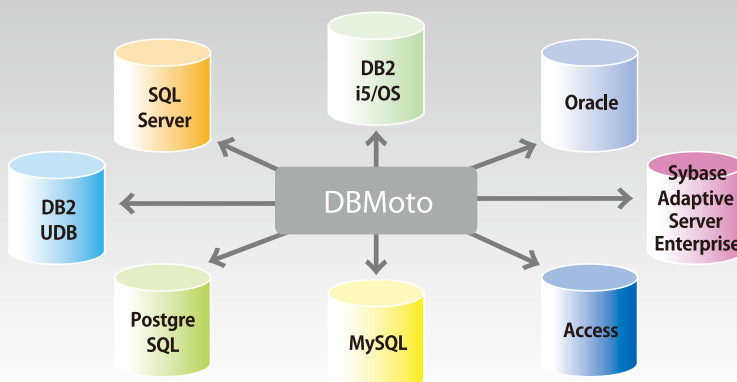 DB2
i5/OS
SQL
Server
Oracle
Sybase
Adaptive
Server
Enterprise
DBMoto
DB2
UDB
Postgre
SQL
MySQL
Access